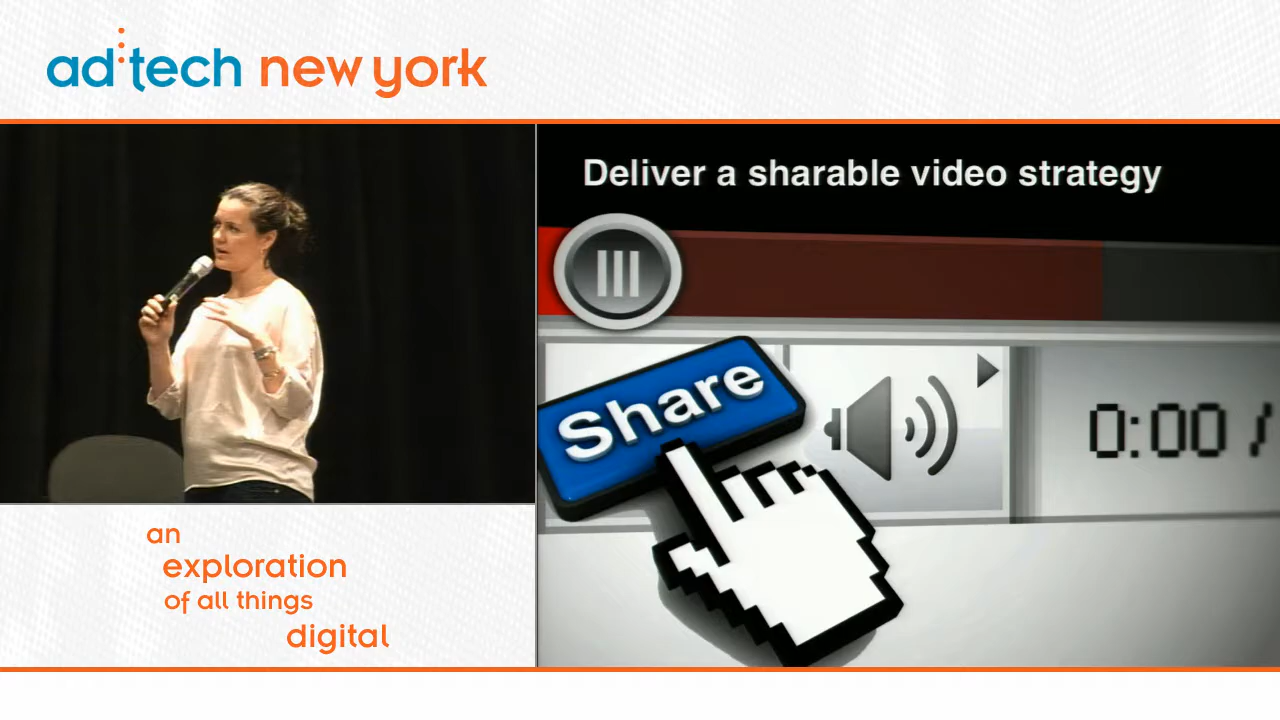 ad:tech new york
Deliver a sharable video strategy
Share
0:00 /
an
exploration
of all things
digital